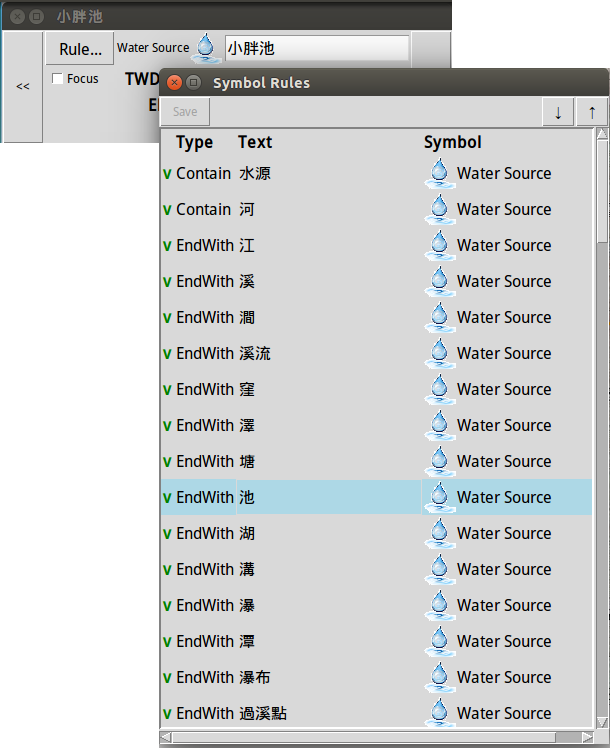 小胖池
<< Rule... Water Source 小胖池
Focus TWD
Symbol Rules
Save ↓ ↑
Type Text Symbol
v Contain 水源 Water Source
v Contain 河 Water Source
v EndWith 江 Water Source
v EndWith 溪 Water Source
v EndWith 澗 Water Source
v EndWith 溪流 Water Source
v EndWith 窪 Water Source
v EndWith 澤 Water Source
v EndWith 塘 Water Source
v EndWith 池 Water Source
v EndWith 湖 Water Source
v EndWith 溝 Water Source
v EndWith 瀑 Water Source
v EndWith 潭 Water Source
v EndWith 瀑布 Water Source
v EndWith 過溪點 Water Source